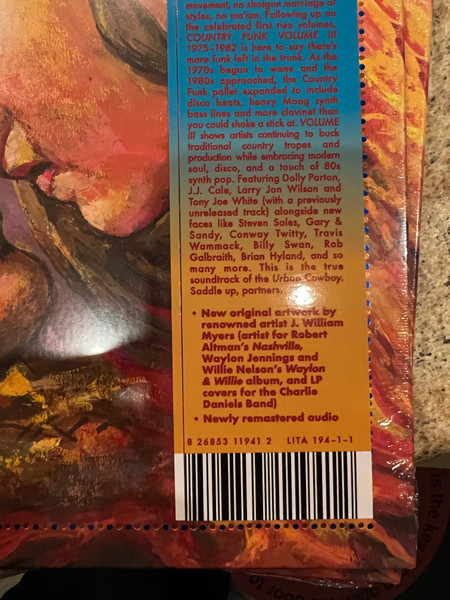 movement, no shotgun marriage of
styles, no ma'am. Following up on
the celebrated first two volumes,
COUNTRY FUNK VOLUME III
1975–1982 is here to say there's
more funk left in the trunk. As the
1970s began to wane and the
1980s approached, the Country
Funk pallet expanded to include
disco beats, heavy Moog synth
bass lines and more clavinet than
you could shake a stick at. VOLUME
III shows artists continuing to buck
traditional country tropes and
production while embracing modern
soul, disco, and a touch of 80s
synth pop. Featuring Dolly Parton,
J.J. Cale, Larry Jon Wilson and
Tony Joe White (with a previously
unreleased track) alongside new
faces like Steven Soles, Gary &
Sandy, Conway Twitty, Travis
Wammack, Billy Swan, Rob
Galbraith, Brian Hyland, and so
many more. This is the true
soundtrack of the Urban Cowboy.
Saddle up, partners.
• New original artwork by
renowned artist J. William
Myers (artist for Robert
Altman's Nashville,
Waylon Jennings and
Willie Nelson's Waylon
& Willie album, and LP
covers for the Charlie
Daniels Band)
• Newly remastered audio
8 26853 11941 2 LITA 194–1–1
is the key